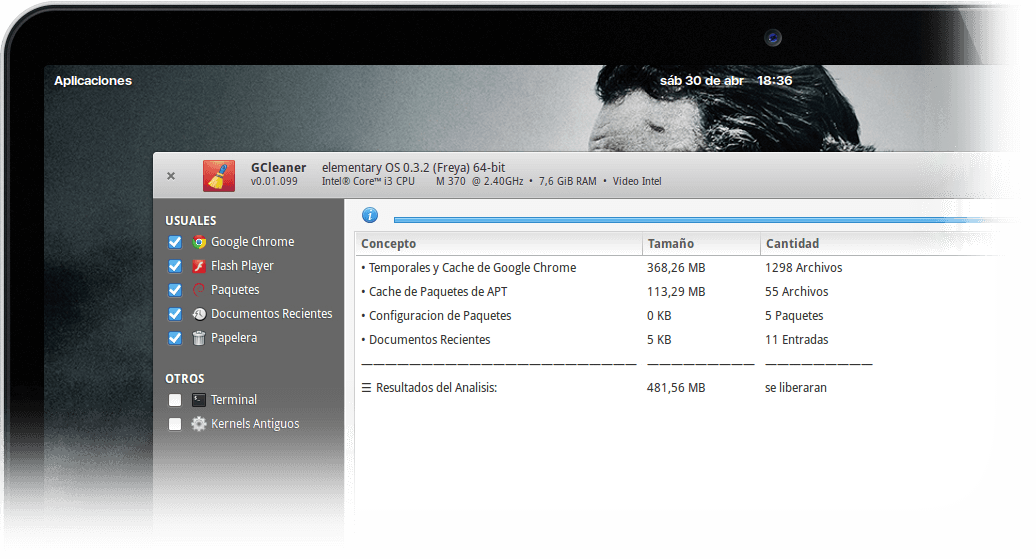 Aplicaciones
sáb 30 de abr 18:36
GCleaner
v0.01.099
elementary OS 0.3.2 (Freya) 64-bit
Intel® Core™ i3 CPU M 370 @ 2.40GHz • 7,6 GiB RAM • Video Intel
USUALES
Google Chrome
Flash Player
Paquetes
Documentos Recientes
Papelera
OTROS
Terminal
Kernels Antiguos
Concepto Tamaño Cantidad
• Temporales y Cache de Google Chrome 368,26 MB 1298 Archivos
• Cache de Paquetes de APT 113,29 MB 55 Archivos
• Configuracion de Paquetes 0 KB 5 Paquetes
• Documentos Recientes 5 KB 11 Entradas
☰ Resultados del Analisis: 481,56 MB se liberaran